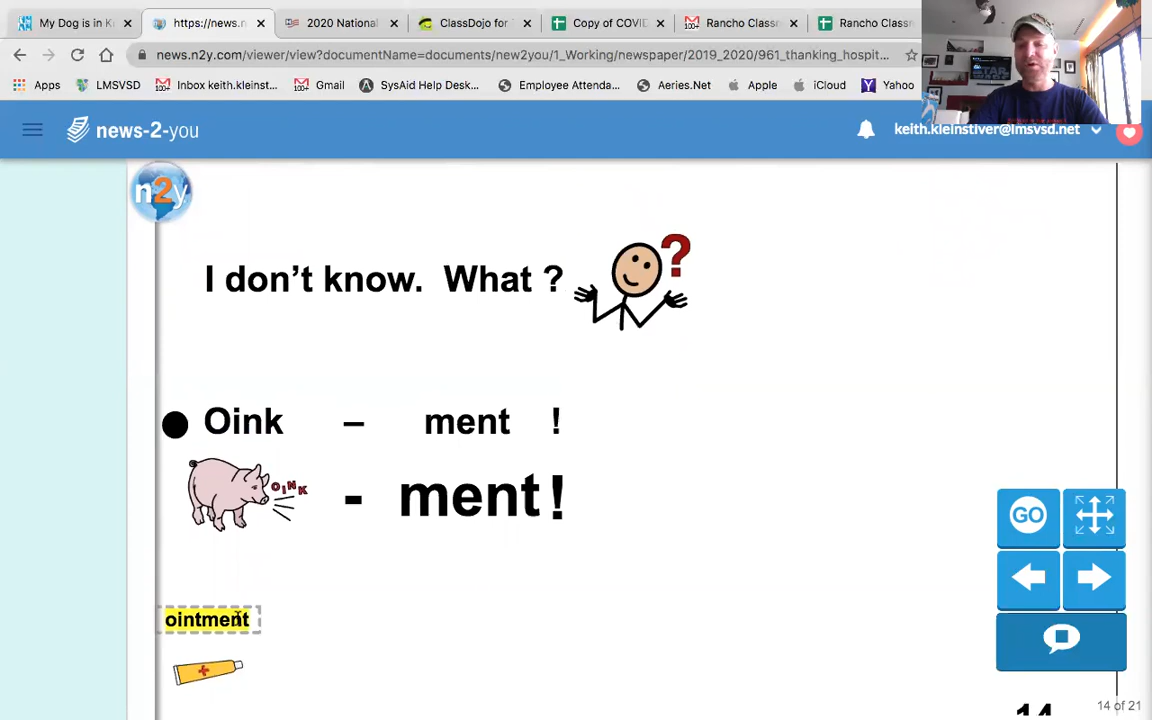 My Dog is in K
https://news.n
2020 National
ClassDojo for
Copy of COVID
Rancho Classr
Rancho Classr
news.n2y.com/viewer/view?documentName=documents/new2you/1_Working/newspaper/2019_2020/961_thanking_hospit...
Apps
LMSVSD
Inbox keith.kleinst...
Gmail
SysAid Help Desk...
Employee Attenda...
Aeries.Net
Apple
iCloud
Yahoo
STAR WARS
news-2-you
keith.kleinstiver@lmsvsd.net
n2y
I don't know. What ?
?
Oink – ment !
OINK - ment!
GO
ointment
14
14 of 21